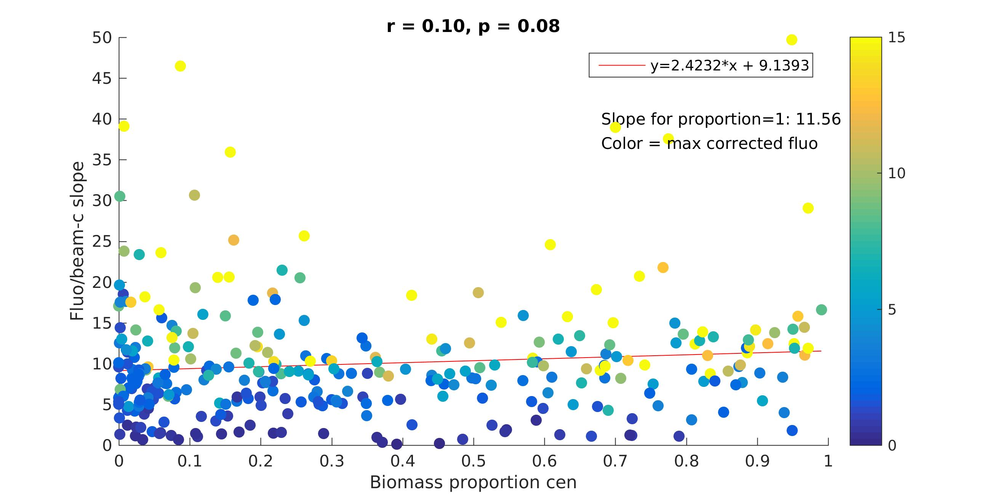 r = 0.10, p = 0.08
50
45
40
35
30
25
20
15
10
5
0
Fluo/beam-c slope
y=2.4232*x + 9.1393
Slope for proportion=1: 11.56
Color = max corrected fluo
15
10
5
0
0 0.1 0.2 0.3 0.4 0.5 0.6 0.7 0.8 0.9 1
Biomass proportion cen